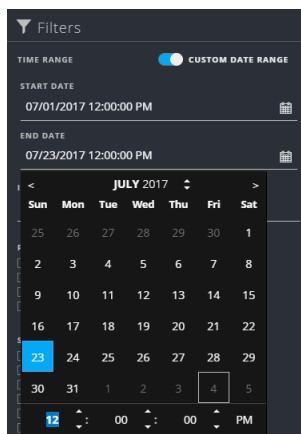 Filters
TIME RANGE CUSTOM DATE RANGE
START DATE
07/01/2017 12:00:00 PM
END DATE
07/23/2017 12:00:00 PM
< JULY 2017 >
Sun Mon Tue Wed Thu Fri Sat
25 26 27 28 29 30 1
2 3 4 5 6 7 8
9 10 11 12 13 14 15
16 17 18 19 20 21 22
23 24 25 26 27 28 29
30 31 1 2 3 4 5
12 : 00 : 00 PM